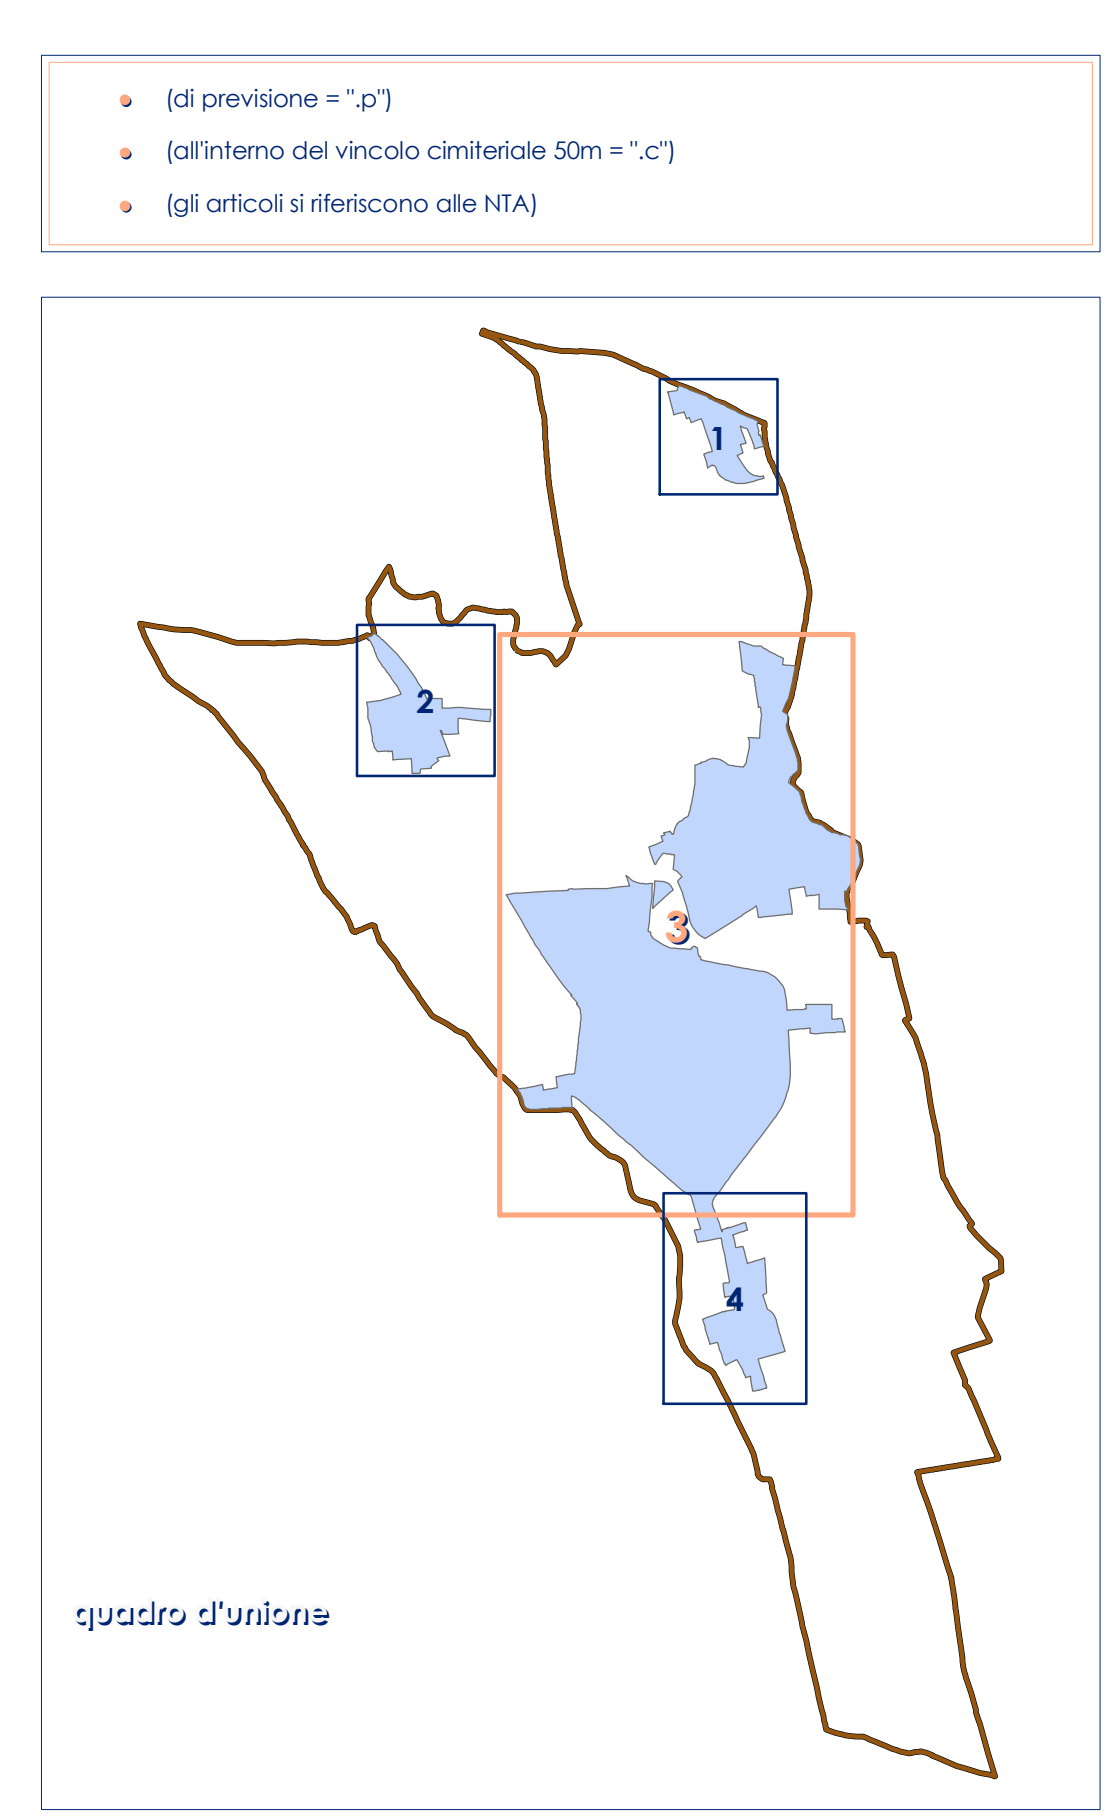 (di previsione = ".p")
(all'interno del vincolo cimiteriale 50m = ".c")
(gli articoli si riferiscono alle NTA)
1
2
3
4
quadro d'unione